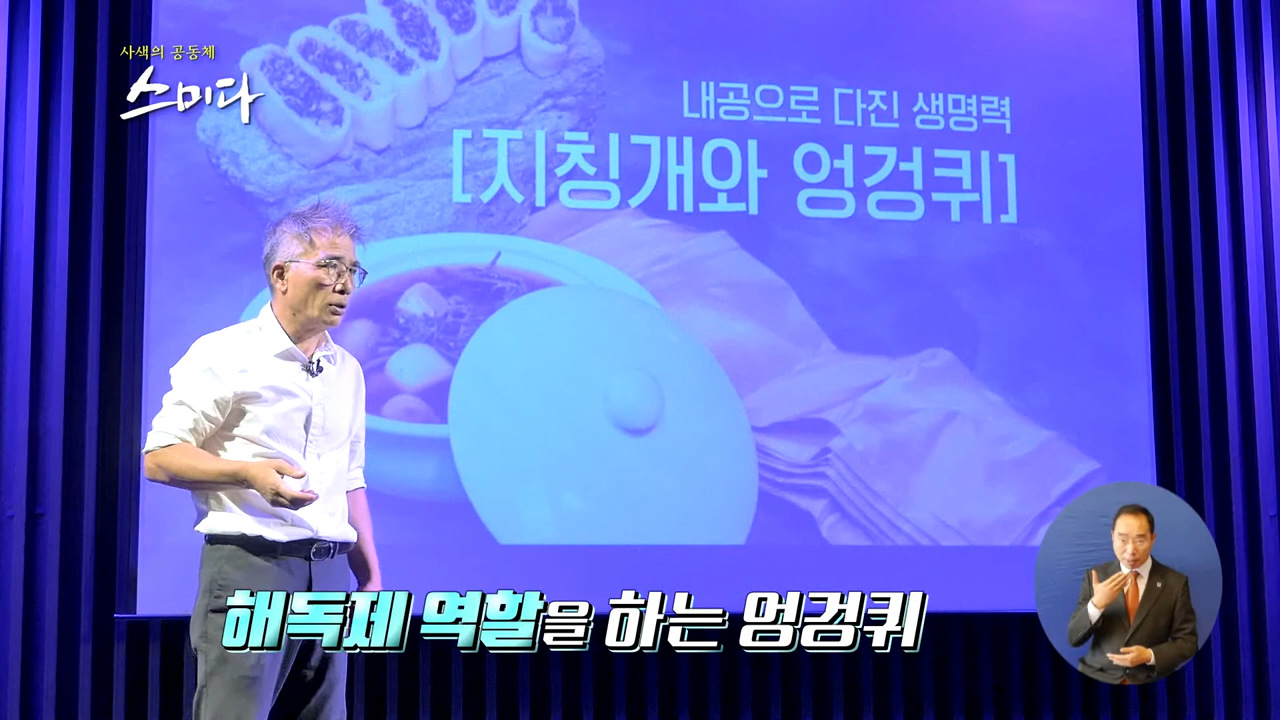 사색의 공동체
스미다
내공으로 다진 생명력
[지칭개와 엉겅퀴]
해독제 역할을 하는 엉겅퀴